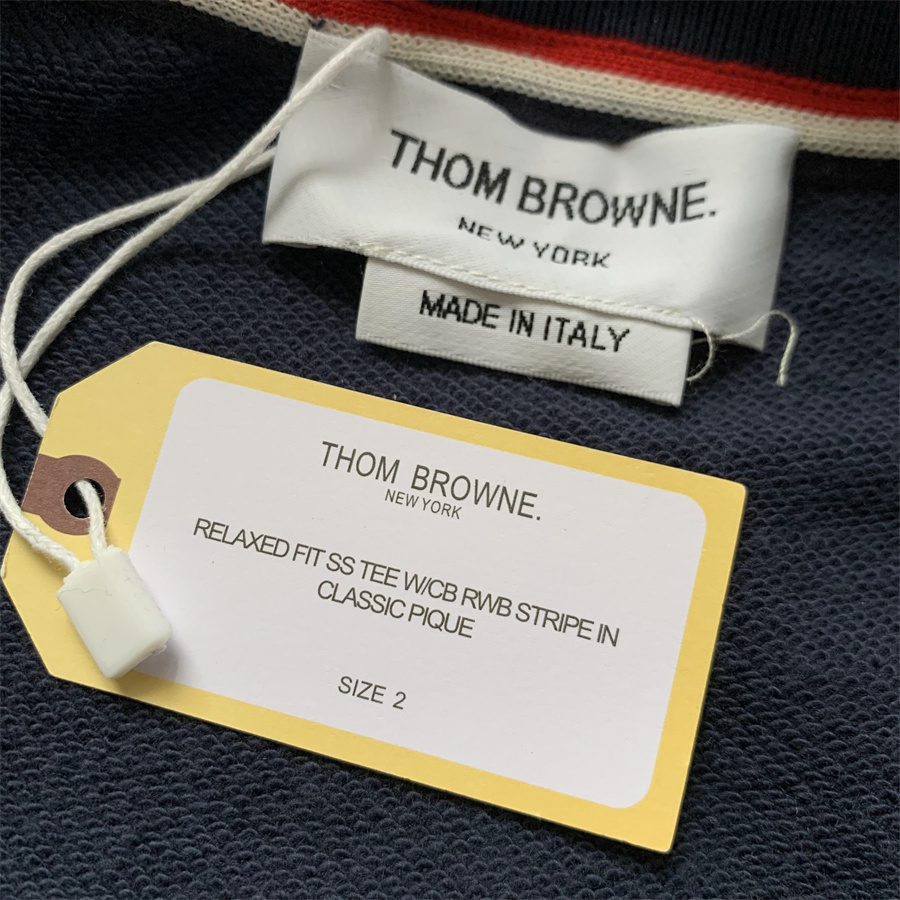 THOM BROWNE.
NEW YORK
MADE IN ITALY
THOM BROWNE.
NEW YORK
RELAXED FIT SS TEE W/CB RWB STRIPE IN
CLASSIC PIQUE
SIZE 2